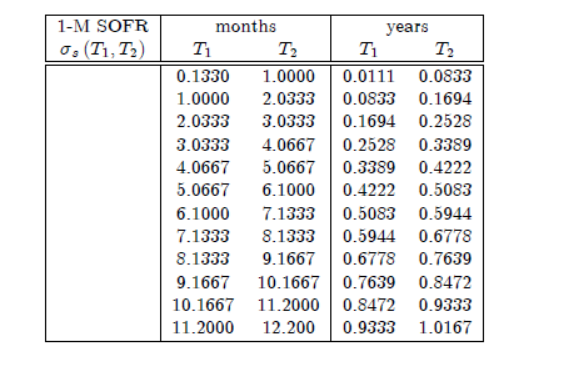 1-M SOFR months years
σs (T1, T2) T1 T2 T1 T2
0.1330 1.0000 0.0111 0.0833
1.0000 2.0333 0.0833 0.1694
2.0333 3.0333 0.1694 0.2528
3.0333 4.0667 0.2528 0.3389
4.0667 5.0667 0.3389 0.4222
5.0667 6.1000 0.4222 0.5083
6.1000 7.1333 0.5083 0.5944
7.1333 8.1333 0.5944 0.6778
8.1333 9.1667 0.6778 0.7639
9.1667 10.1667 0.7639 0.8472
10.1667 11.2000 0.8472 0.9333
11.2000 12.200 0.9333 1.0167